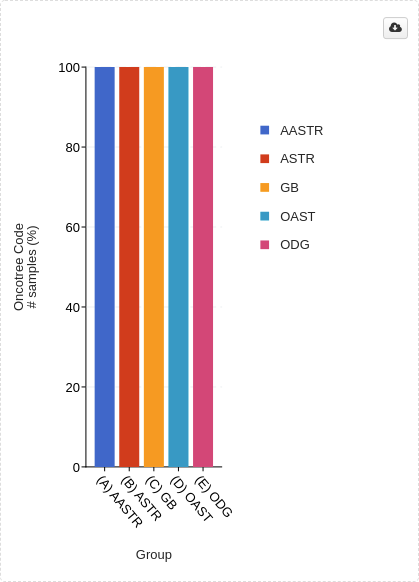 100
80
60
40
20
0
Oncotree Code
# samples (%)
(A) AASTR
(B) ASTR
(C) GB
(D) OAST
(E) ODG
Group
AASTR
ASTR
GB
OAST
ODG